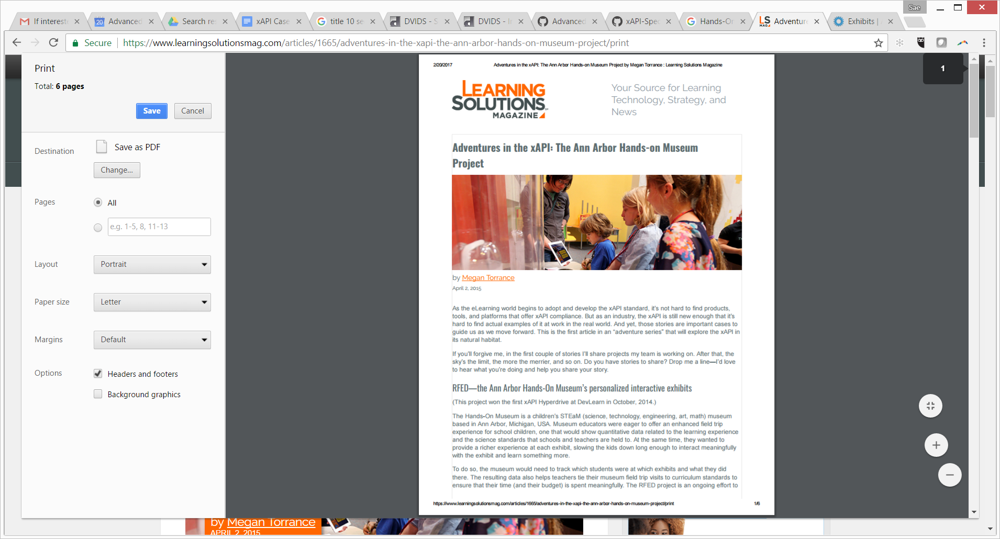 Sae
If interest
20
Advanced
Search re
xAPI Case
title 10 se
DVIDS - S
DVIDS - I
Advanced
xAPI-Spec
Hands-On
LS
MAG
Adventure
Exhibits |
Secure
https://www.learningsolutionsmag.com/articles/1665/adventures-in-the-xapi-the-ann-arbor-hands-on-museum-project/print
Print
Total: 6 pages
Save
Cancel
Destination
Save as PDF
Change...
Pages
All
e.g. 1-5, 8, 11-13
Layout
Portrait
Paper size
Letter
Margins
Default
Options
Headers and footers
Background graphics
1
2/20/2017
Adventures in the xAPI: The Ann Arbor Hands-on Museum Project by Megan Torrance : Learning Solutions Magazine
LEARNING
SOLUTIONS
MAGAZINE
Your Source for Learning
Technology, Strategy, and
News
Adventures in the xAPI: The Ann Arbor Hands-on Museum
Project
by Megan Torrance
April 2, 2015
As the eLearning world begins to adopt and develop the xAPI standard, it's not hard to find products,
tools, and platforms that offer xAPI compliance. But as an industry, the xAPI is still new enough that it's
hard to find actual examples of it at work in the real world. And yet, those stories are important cases to
guide us as we move forward. This is the first article in an “adventure series” that will explore the xAPI in
its natural habitat.
If you'll forgive me, in the first couple of stories I'll share projects my team is working on. After that, the
sky's the limit, the more the merrier, and so on. Do you have stories to share? Drop me a line—I'd love
to hear what you're doing and help you share your story.
RFED—the Ann Arbor Hands-On Museum's personalized interactive exhibits
(This project won the first xAPI Hyperdrive at DevLearn in October, 2014.)
The Hands-On Museum is a children's STEaM (science, technology, engineering, art, math) museum
based in Ann Arbor, Michigan, USA. Museum educators were eager to offer an enhanced field trip
experience for school children, one that would show quantitative data related to the learning experience
and the science standards that schools and teachers are held to. At the same time, they wanted to
provide a richer experience at each exhibit, slowing the kids down long enough to interact meaningfully
with the exhibit and learn something more.
To do so, the museum would need to track which students were at which exhibits and what they did
there. The resulting data also helps teachers tie their museum field trip visits to curriculum standards to
ensure that their time (and their budget) is spent meaningfully. The RFED project is an ongoing effort to
https://www.learningsolutionsmag.com/articles/1665/adventures-in-the-xapi-the-ann-arbor-hands-on-museum-project/print
1/6
by Megan Torrance
APRIL 2, 2015